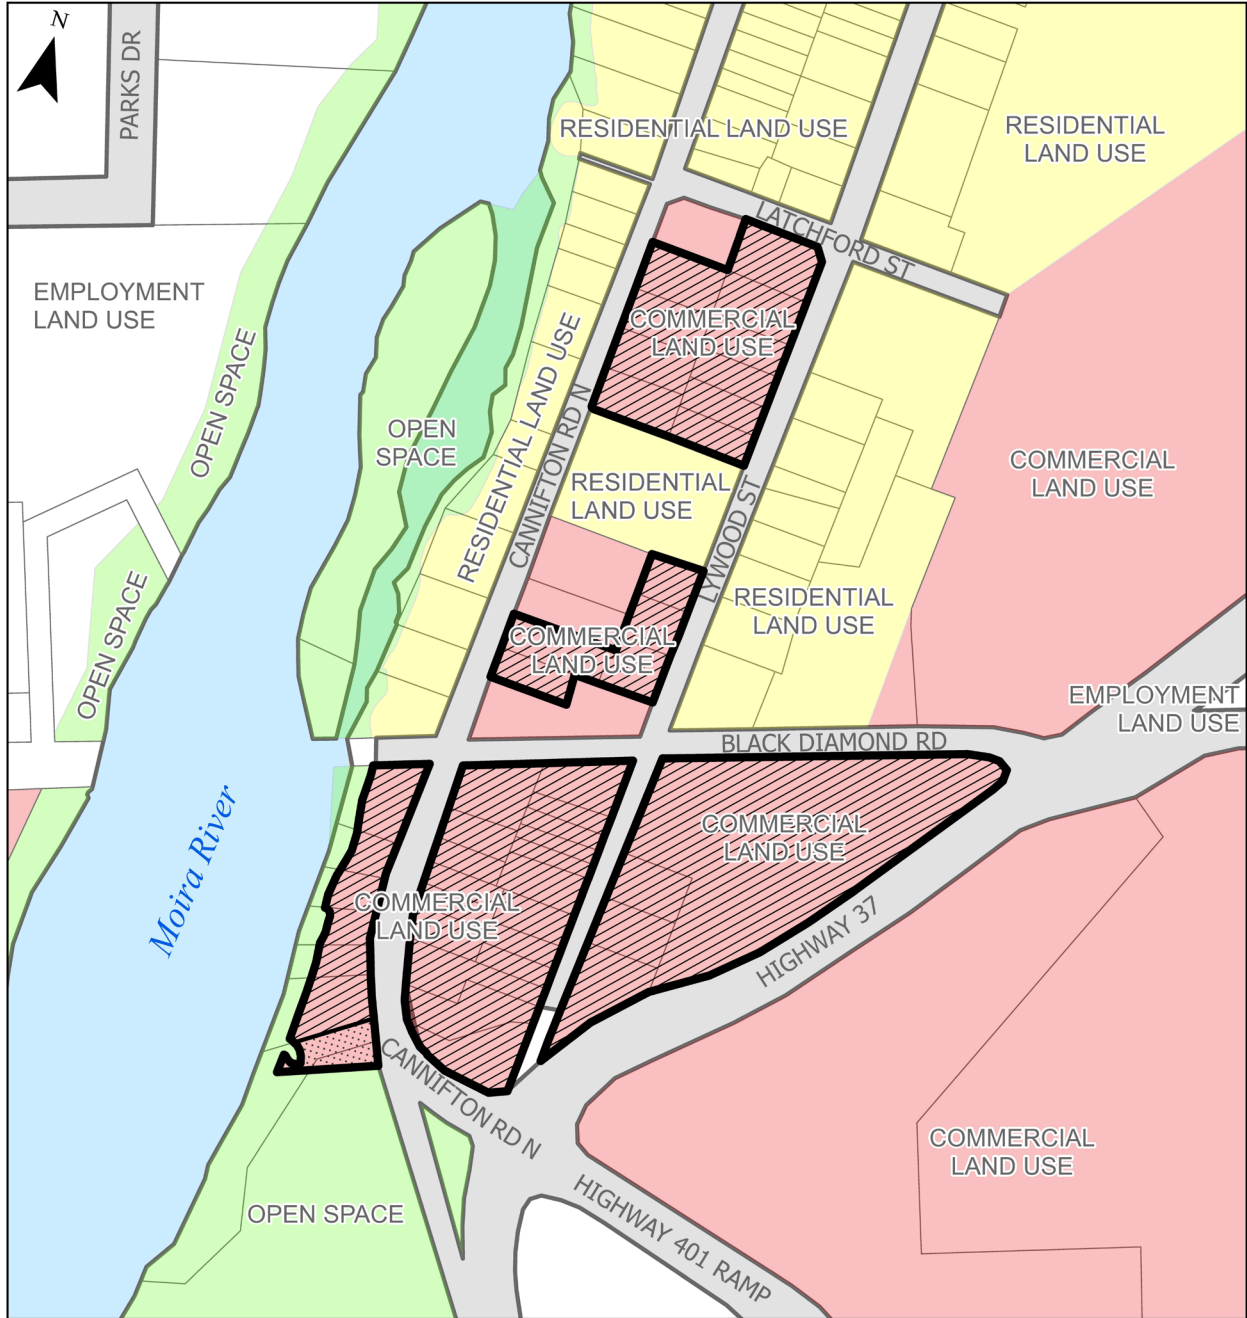 N
PARKS DR
RESIDENTIAL LAND USE
RESIDENTIAL
LAND USE
LATCHFORD ST
EMPLOYMENT
LAND USE
COMMERCIAL
LAND USE
OPEN SPACE
OPEN
SPACE
RESIDENTIAL LAND USE
CANNIFTON RD N
COMMERCIAL
LAND USE
RESIDENTIAL
LAND USE
LYWOOD ST
OPEN SPACE
RESIDENTIAL
LAND USE
COMMERCIAL
LAND USE
EMPLOYMENT
LAND USE
BLACK DIAMOND RD
Moira River
COMMERCIAL
LAND USE
COMMERCIAL
LAND USE
HIGHWAY 37
CANNIFTON RD N
COMMERCIAL
LAND USE
OPEN SPACE
HIGHWAY 401 RAMP